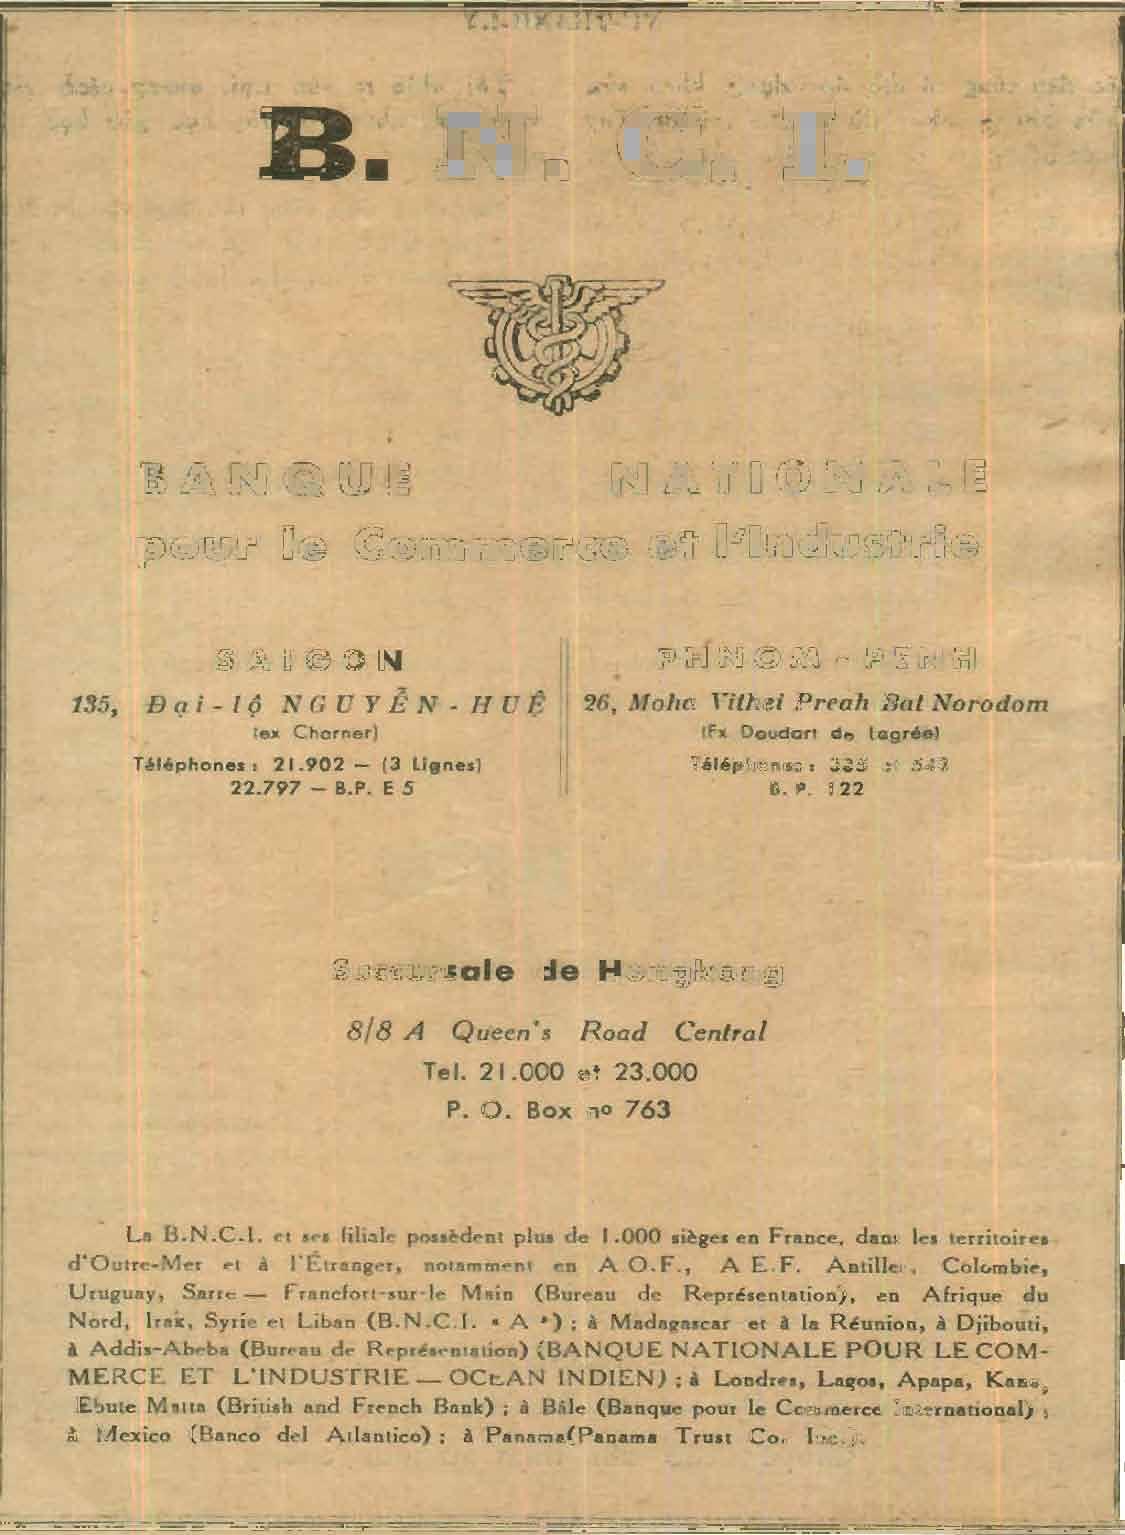 B. N. C. I.
BANQUE NATIONALE
pour le Commerce et l'Industrie
SAIGON
135, Đại-lộ NGUYỄN-HUỆ
(ex Charner)
Téléphones : 21.902 — (3 Lignes)
22.797 — B.P. E 5
PHNOM-PENH
26, Moha Vithei Preah Bat Norodom
(Ex Doudart de Lagrée)
Téléphones : et
B. P. 122
Succursale de Hongkong
8/8 A Queen's Road Central
Tel. 21.000 et 23.000
P. O. Box nº 763
La B.N.C.I. et ses filiale possèdent plus de 1.000 sièges en France, dans les territoires
d'Outre-Mer et à l'Étranger, notamment en A.O.F., A.E.F. Antilles, Colombie,
Uruguay, Sarre — Francfort-sur-le Main (Bureau de Représentation), en Afrique du
Nord, Irak, Syrie et Liban (B.N.C.I. « A ») ; à Madagascar et à la Réunion, à Djibouti,
à Addis-Abeba (Bureau de Représentation) (BANQUE NATIONALE POUR LE COM-
MERCE ET L'INDUSTRIE — OCEAN INDIEN) ; à Londres, Lagos, Apapa, Kano,
Ebute Matta (British and French Bank) ; à Bâle (Banque pour le Commerce International) ;
à Mexico (Banco del Atlantico) ; à Panama(Panama Trust Co. Inc.).